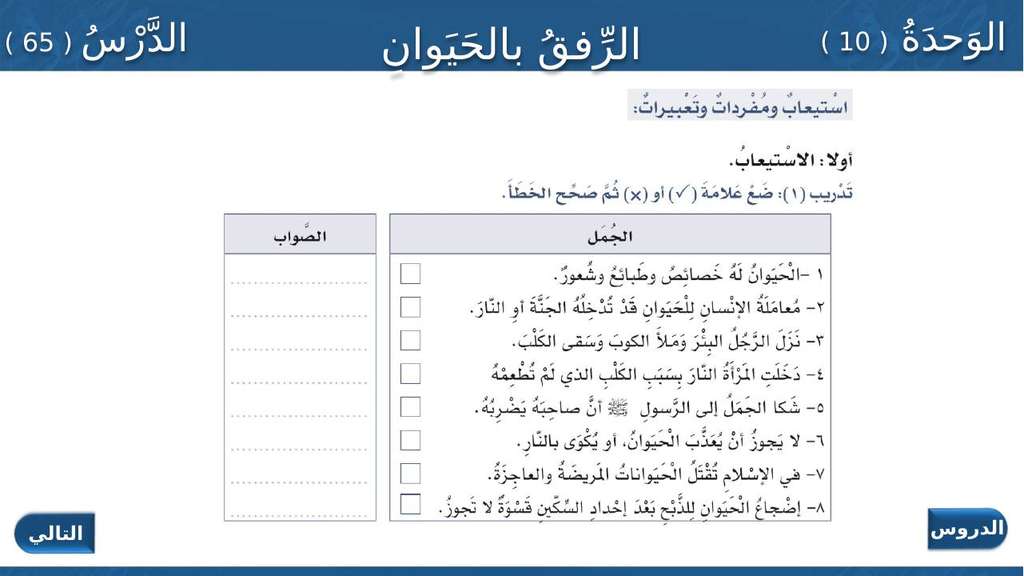 الوَحدَةُ ( 10 )
الرِّفقُ بالحَيَوانِ
الدَّرْسُ ( 65 )
اسْتيعابٌ ومُفْرداتٌ وتَعْبيراتٌ:
أولا: الاسْتيعابُ.
تَدْريب (١): ضَعْ عَلامَةَ (✓) أو (×) ثُمَّ صَحِّح الخَطَأَ.
الجُمَل
الصَّواب
١ -الْحَيَوانُ لَهُ خَصائِصُ وطَبائِعُ وشُعورٌ.
٢- مُعامَلَةُ الإنْسانِ لِلْحَيَوانِ قَدْ تُدْخِلُهُ الجَنَّةَ أوِ النّارَ.
٣- نَزَلَ الرَّجُلُ البِئْرَ وَمَلأَ الكوبَ وَسَقى الكَلْبَ.
٤- دَخَلَتِ المَرْأَةُ النّارَ بِسَبَبِ الكَلْبِ الذي لَمْ تُطْعِمْهُ
٥- شَكا الجَمَلُ إلى الرَّسولِ ﷺ أنَّ صاحِبَهُ يَضْرِبُهُ.
٦- لا يَجوزُ أنْ يُعَذَّبَ الْحَيَوانُ، أو يُكْوَى بالنّارِ.
٧- في الإسْلامِ تُقْتَلُ الْحَيَواناتُ المَريضَةُ والعاجِزَةُ.
٨- إضْجاعُ الْحَيَوانِ لِلذَّبْحِ بَعْدَ إحْدادِ السِّكّينِ قَسْوَةٌ لا تَجوزُ.
الدروس
التالي